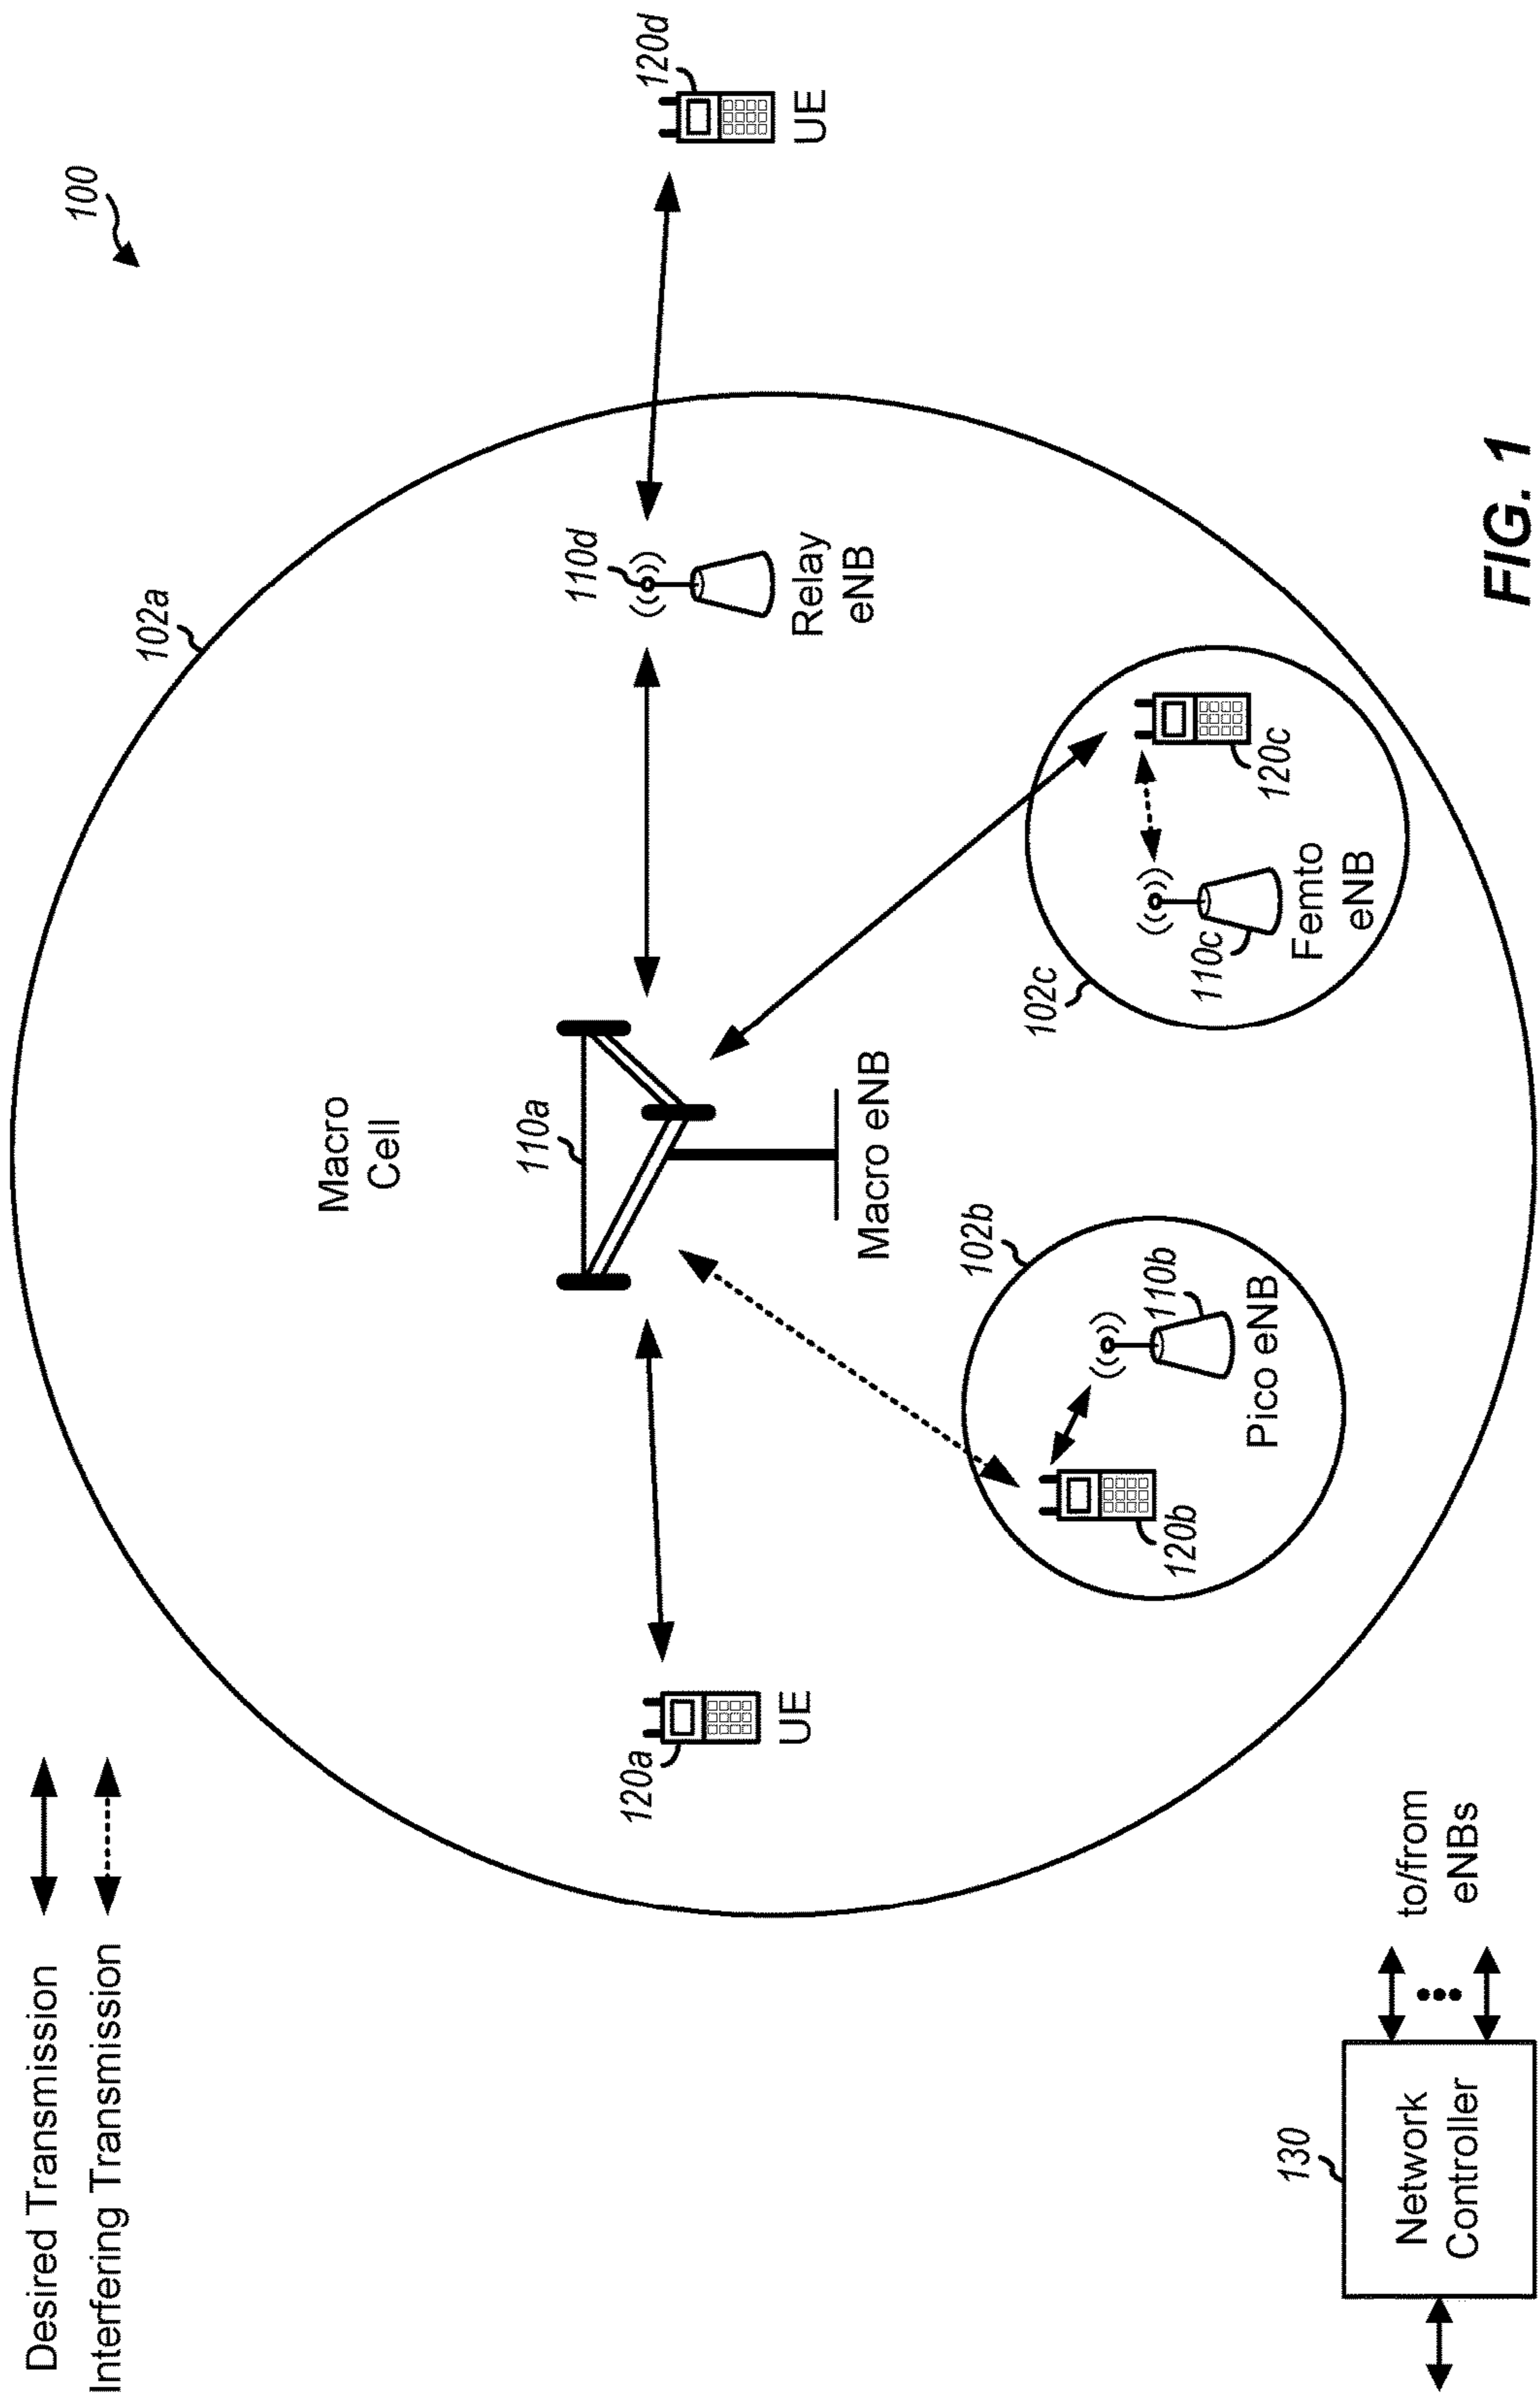 Desired Transmission
Interfering Transmission
100
102a
Macro
Cell
110a
Macro eNB
120a
UE
110d
Relay
eNB
120d
UE
102b
110b
Pico eNB
120b
102c
110c
Femto
eNB
120c
130
Network
Controller
to/from
eNBs
FIG. 1